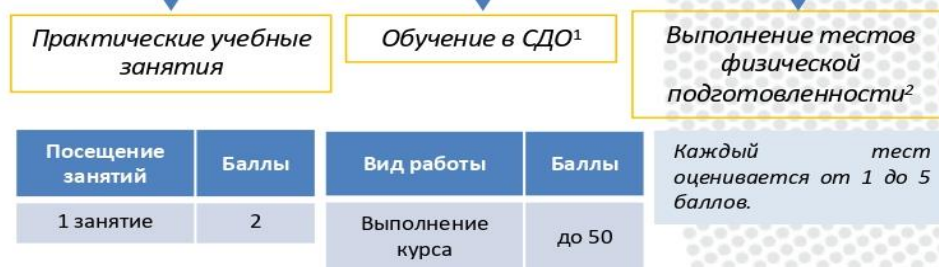 Практические учебные
занятия
Обучение в СДО¹
Выполнение тестов
физической
подготовленности²
Посещение
занятий
Баллы
1 занятие
2
Вид работы
Баллы
Выполнение
курса
до 50
Каждый тест
оценивается от 1 до 5
баллов.